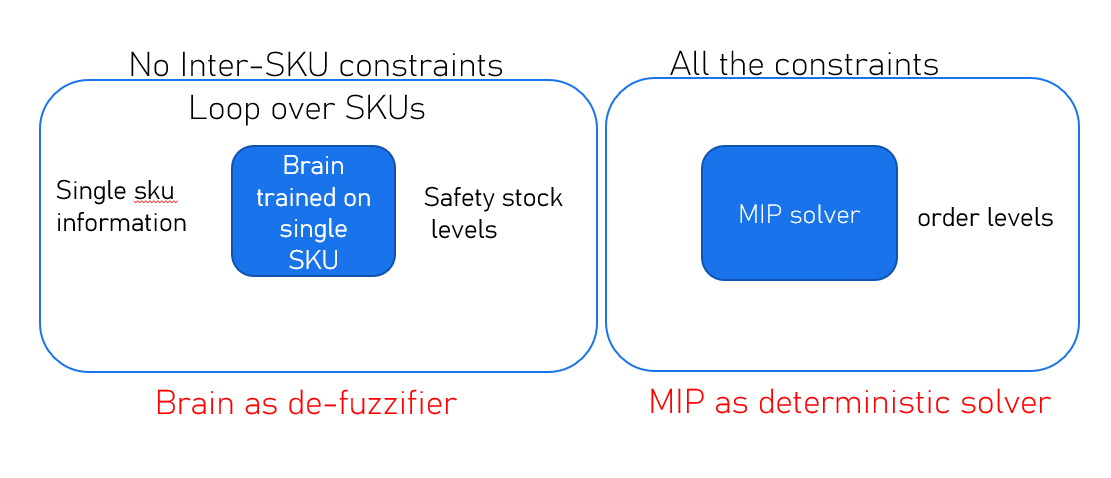 No Inter-SKU constraints
All the constraints
Loop over SKUs
Single sku
information
Brain
trained on
single
SKU
Safety stock
levels
MIP solver
order levels
Brain as de-fuzzifier
MIP as deterministic solver